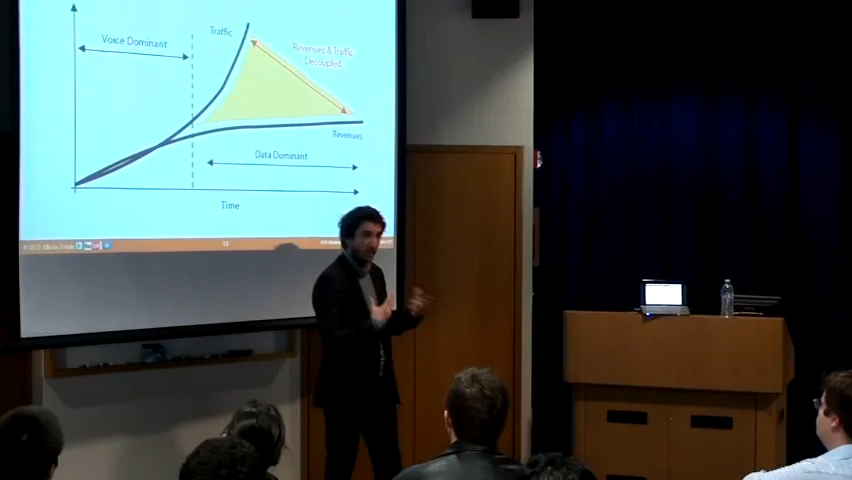 Voice Dominant
Traffic
Revenues & Traffic
Decoupled
Revenues
Data Dominant
Time